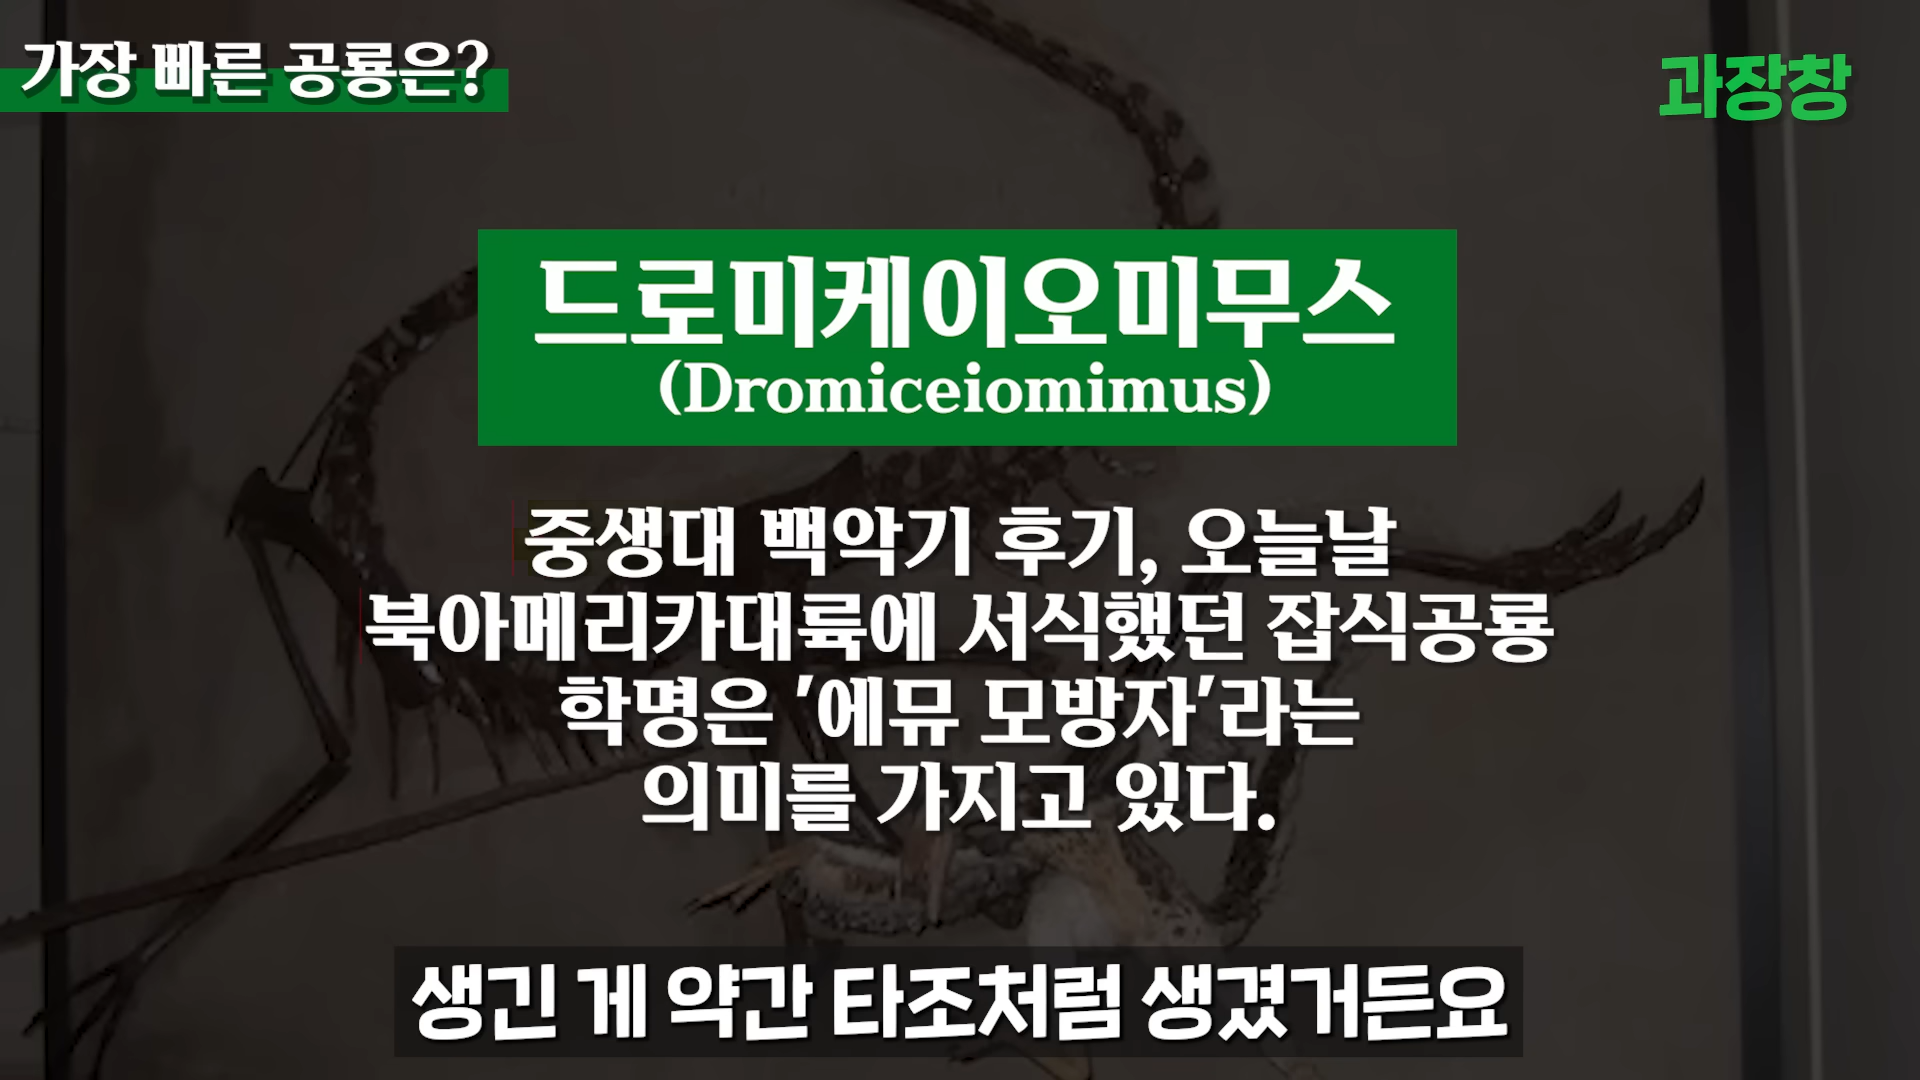 가장 빠른 공룡은?
과장창
드로미케이오미무스
(Dromiceiomimus)
중생대 백악기 후기, 오늘날
북아메리카대륙에 서식했던 잡식공룡
학명은 '에뮤 모방자'라는
의미를 가지고 있다.
생긴 게 약간 타조처럼 생겼거든요